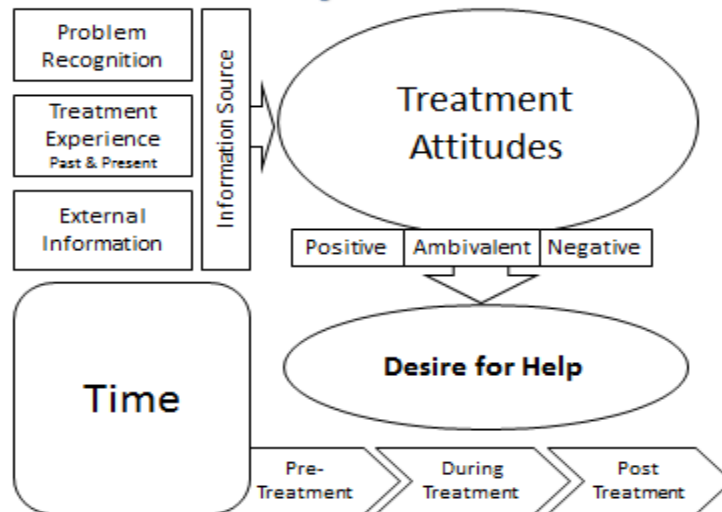 Problem
Recognition
Treatment
Experience
Past & Present
External
Information
Information Source
Treatment
Attitudes
Positive
Ambivalent
Negative
Desire for Help
Time
Pre-
Treatment
During
Treatment
Post
Treatment